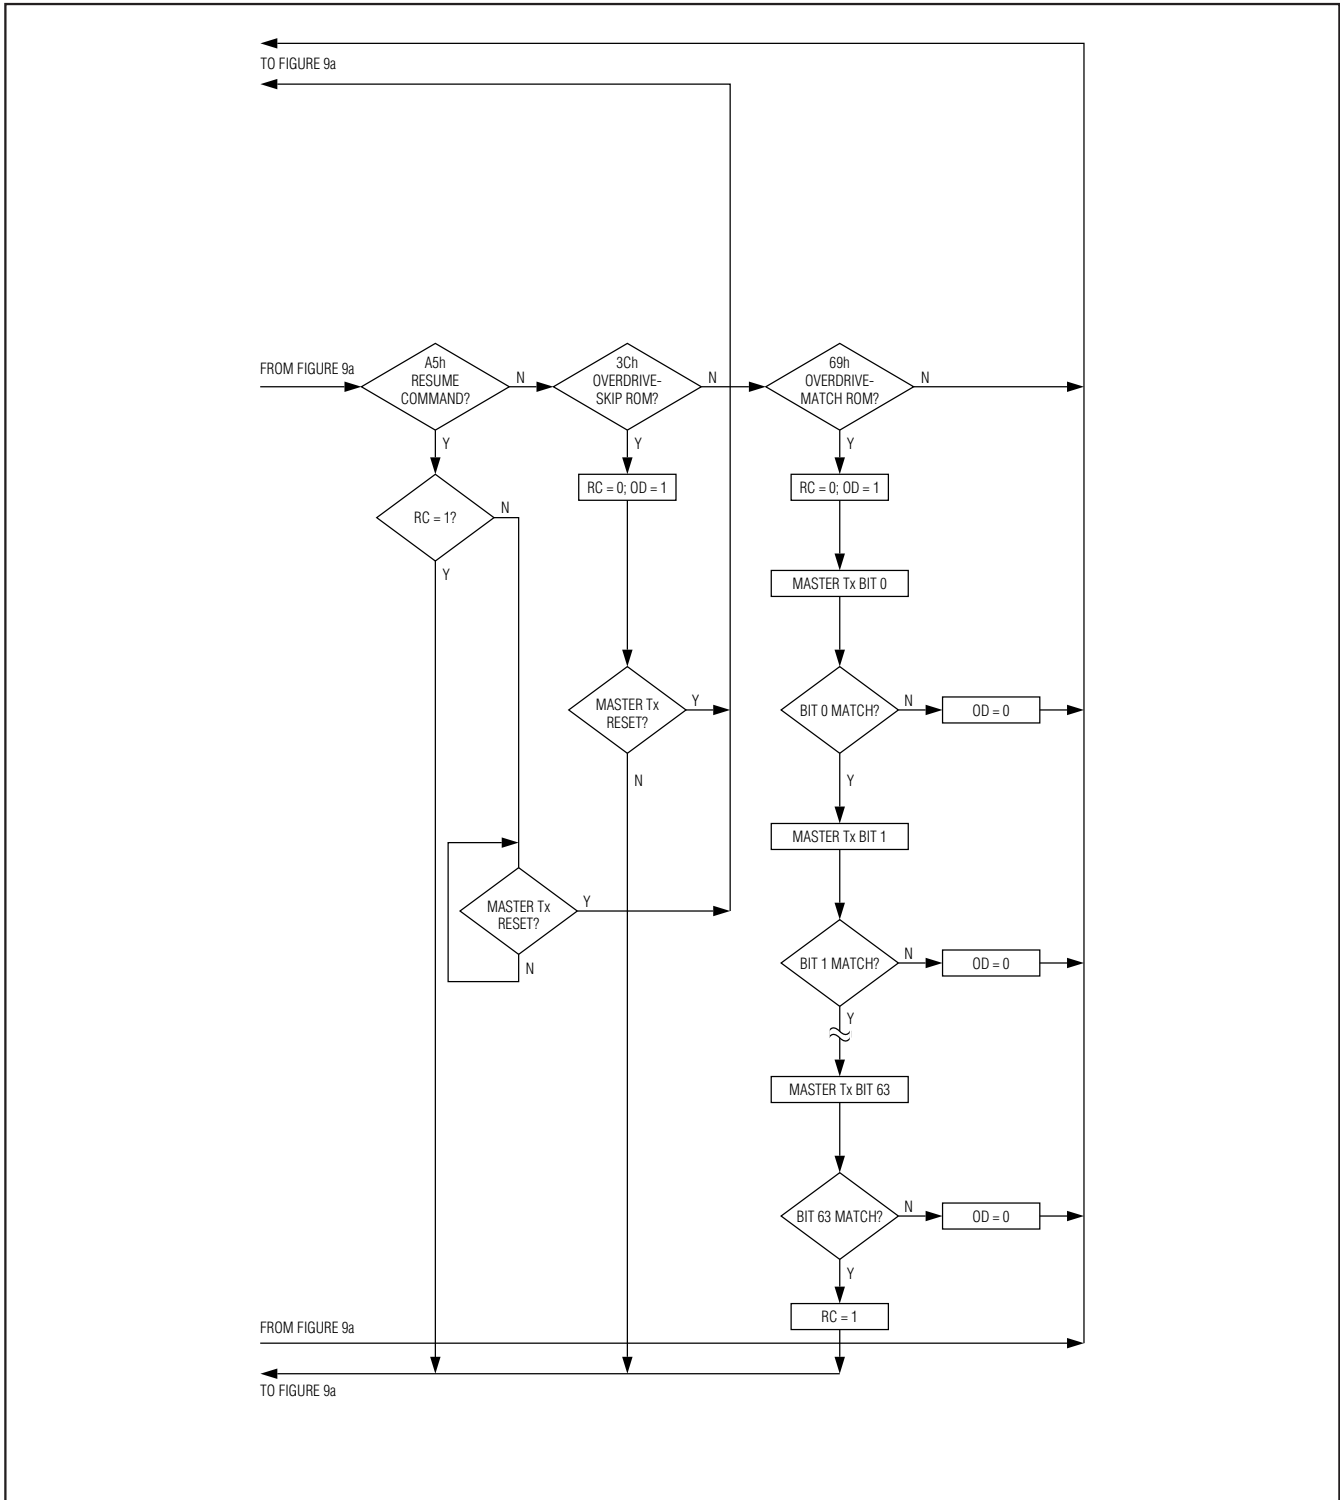 TO FIGURE 9a
FROM FIGURE 9a
A5h
RESUME
COMMAND?
N
Y
3Ch
OVERDRIVE-
SKIP ROM?
N
Y
69h
OVERDRIVE-
MATCH ROM?
N
Y
RC = 1?
N
Y
RC = 0; OD = 1
RC = 0; OD = 1
MASTER Tx BIT 0
MASTER Tx
RESET?
Y
N
BIT 0 MATCH?
N
OD = 0
Y
MASTER Tx BIT 1
MASTER Tx
RESET?
Y
N
BIT 1 MATCH?
N
OD = 0
Y
MASTER Tx BIT 63
BIT 63 MATCH?
N
OD = 0
Y
RC = 1
FROM FIGURE 9a
TO FIGURE 9a